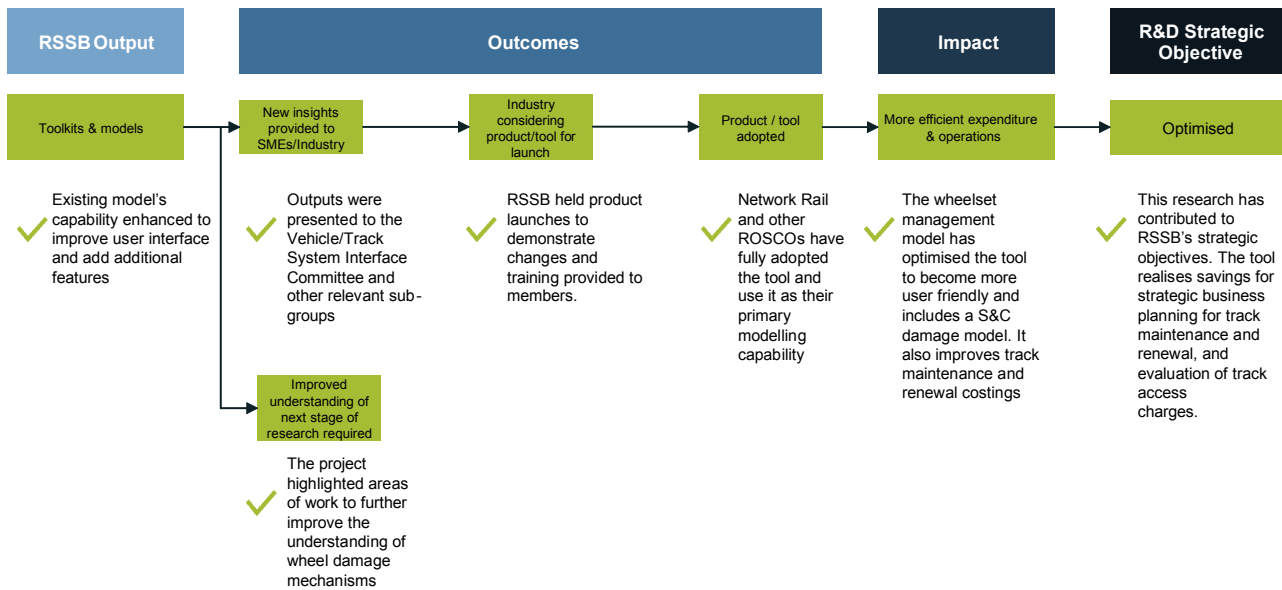 RSSB Output
Outcomes
Impact
R&D Strategic
Objective
Toolkits & models
New insights
provided to
SMEs/Industry
Industry
considering
product/tool for
launch
Product / tool
adopted
More efficient expenditure
& operations
Optimised
Existing model's
capability enhanced to
improve user interface
and add additional
features
Outputs were
presented to the
Vehicle/Track
System Interface
Committee and
other relevant sub-
groups
RSSB held product
launches to
demonstrate
changes and
training provided to
members.
Network Rail
and other
ROSCOs have
fully adopted
the tool and
use it as their
primary
modelling
capability
The wheelset
management
model has
optimised the tool
to become more
user friendly and
includes a S&C
damage model. It
also improves track
maintenance and
renewal costings
This research has
contributed to
RSSB's strategic
objectives. The tool
realises savings for
strategic business
planning for track
maintenance and
renewal, and
evaluation of track
access
charges.
Improved
understanding of
next stage of
research required
The project
highlighted areas
of work to further
improve the
understanding of
wheel damage
mechanisms